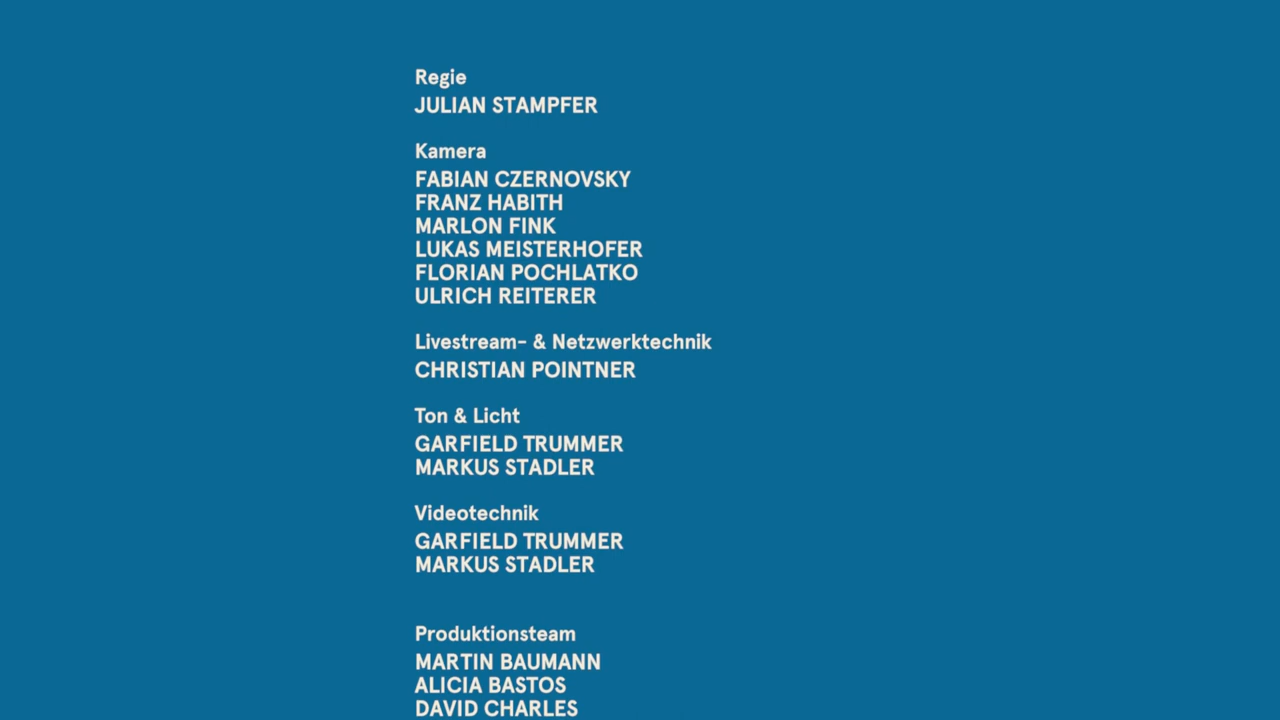 Regie
JULIAN STAMPFER
Kamera
FABIAN CZERNOVSKY
FRANZ HABITH
MARLON FINK
LUKAS MEISTERHOFER
FLORIAN POCHLATKO
ULRICH REITERER
Livestream- & Netzwerktechnik
CHRISTIAN POINTNER
Ton & Licht
GARFIELD TRUMMER
MARKUS STADLER
Videotechnik
GARFIELD TRUMMER
MARKUS STADLER
Produktionsteam
MARTIN BAUMANN
ALICIA BASTOS
DAVID CHARLES